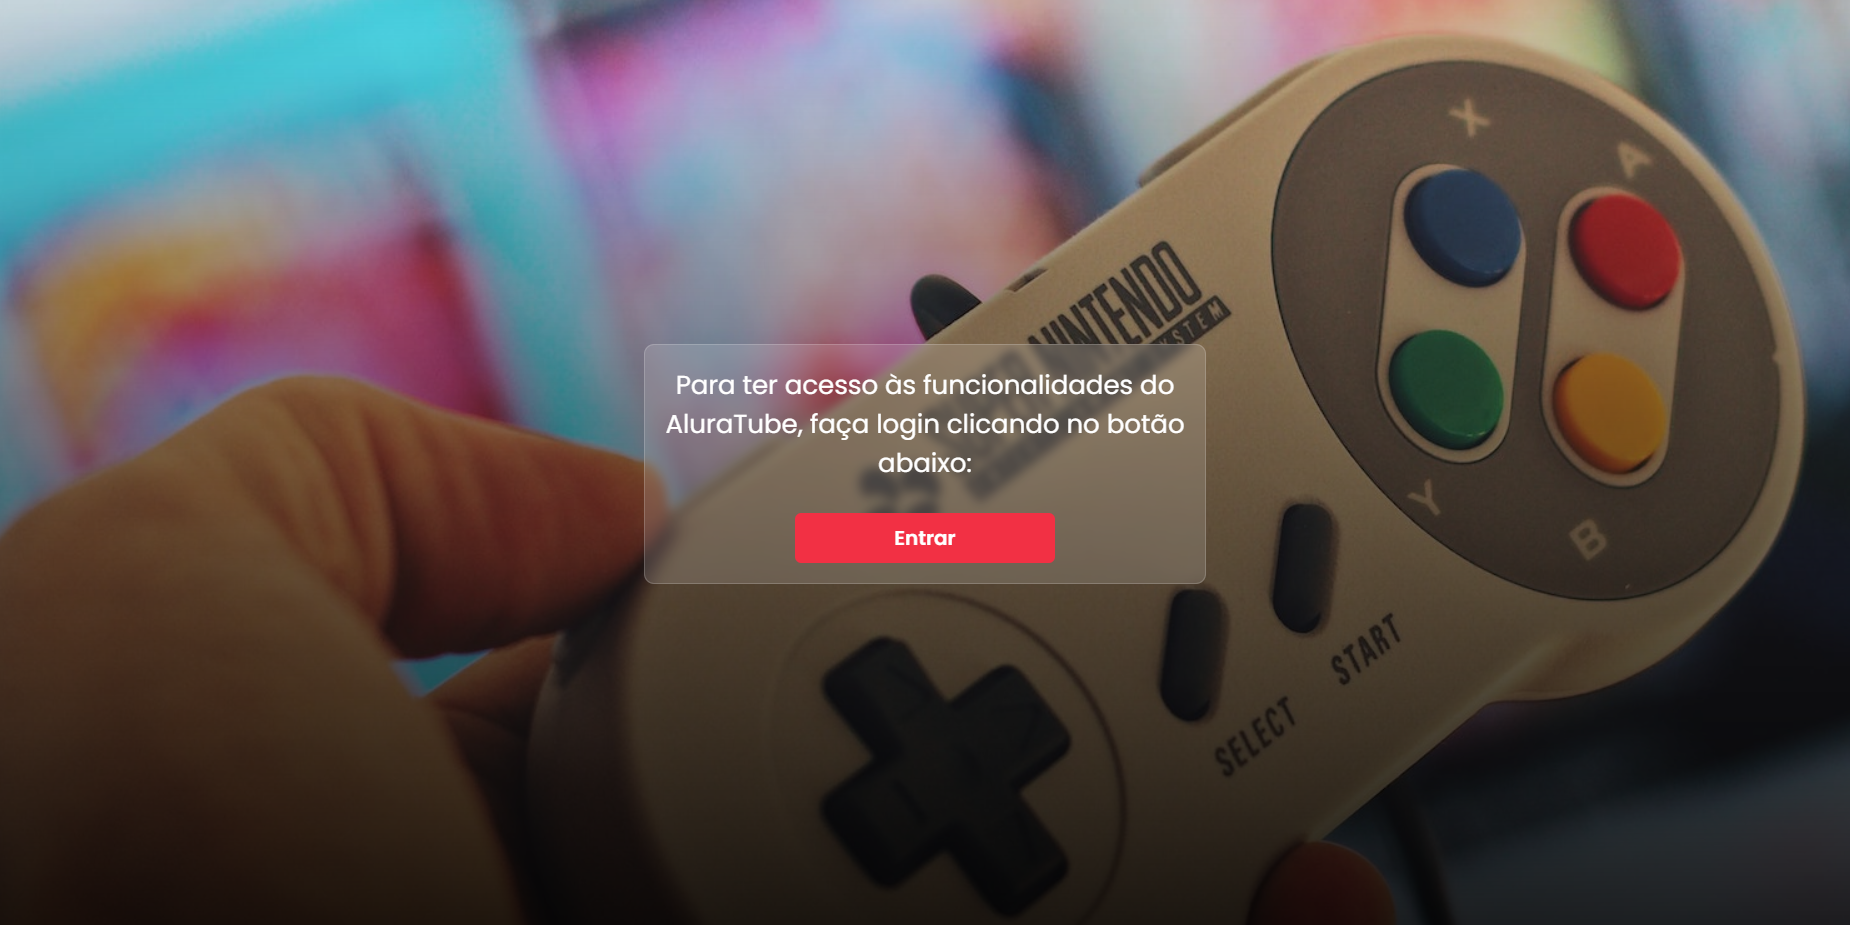 X
A
NINTENDO
Para ter acesso às funcionalidades do
AluraTube, faça login clicando no botão
abaixo:
Y
B
Entrar
START
SELECT